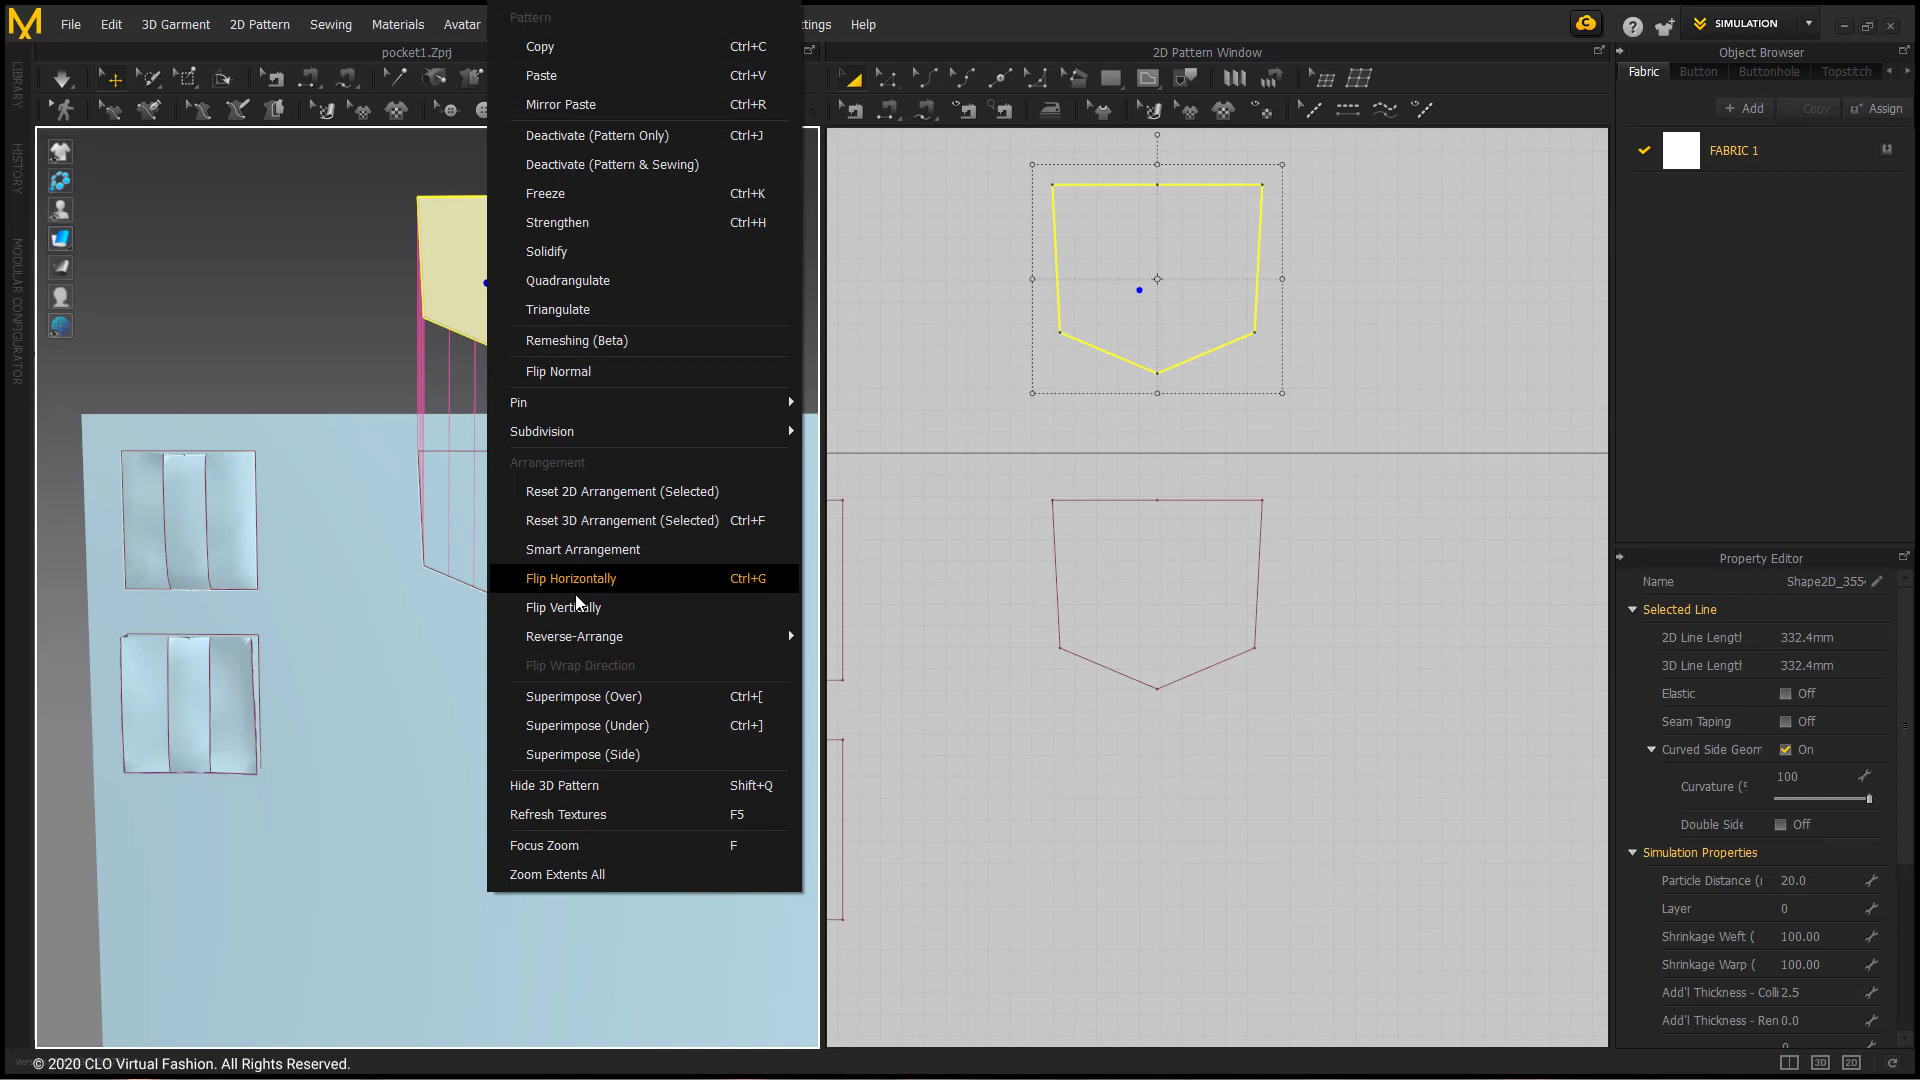 File
Edit
3D Garment
2D Pattern
Sewing
Materials
Avatar
Help
SIMULATION
pocket1.Zprj
2D Pattern Window
Object Browser
Fabric
Button
Buttonhole
Topstitch
+ Add
Copy
Assign
FABRIC 1
LIBRARY
HISTORY
MODULAR CONFIGURATOR
Pattern
Copy Ctrl+C
Paste Ctrl+V
Mirror Paste Ctrl+R
Deactivate (Pattern Only) Ctrl+J
Deactivate (Pattern & Sewing)
Freeze Ctrl+K
Strengthen Ctrl+H
Solidify
Quadrangulate
Triangulate
Remeshing (Beta)
Flip Normal
Pin
Subdivision
Arrangement
Reset 2D Arrangement (Selected)
Reset 3D Arrangement (Selected) Ctrl+F
Smart Arrangement
Flip Horizontally Ctrl+G
Flip Vertically
Reverse-Arrange
Flip Wrap Direction
Superimpose (Over) Ctrl+[
Superimpose (Under) Ctrl+]
Superimpose (Side)
Hide 3D Pattern Shift+Q
Refresh Textures F5
Focus Zoom F
Zoom Extents All
Property Editor
Name Shape2D_355
Selected Line
2D Line Length 332.4mm
3D Line Length 332.4mm
Elastic Off
Seam Taping Off
Curved Side Geom On
Curvature (° 100
Double Side Off
Simulation Properties
Particle Distance ( 20.0
Layer 0
Shrinkage Weft ( 100.00
Shrinkage Warp ( 100.00
Add'l Thickness - Colli 2.5
Add'l Thickness - Ren 0.0
3D
2D
© 2020 CLO Virtual Fashion. All Rights Reserved.